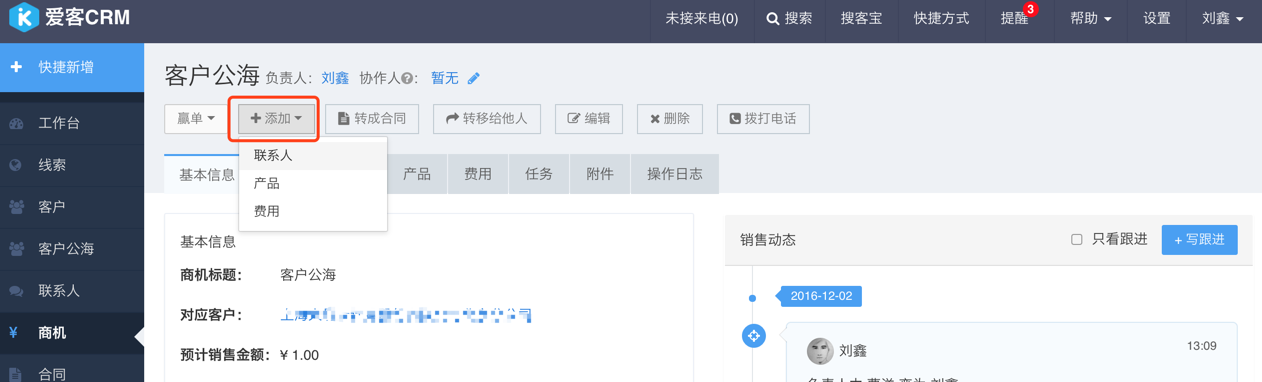 爱客CRM
未接来电(0)
搜索
搜客宝
快捷方式
提醒
3
帮助
设置
刘鑫
快捷新增
工作台
线索
客户
客户公海
联系人
商机
合同
客户公海 负责人: 刘鑫 协作人?: 暂无
赢单
添加
转成合同
转移给他人
编辑
删除
拨打电话
联系人
产品
费用
基本信息
产品
费用
任务
附件
操作日志
基本信息
商机标题: 客户公海
对应客户:
预计销售金额: ¥ 1.00
销售动态
只看跟进
+ 写跟进
2016-12-02
刘鑫
13:09